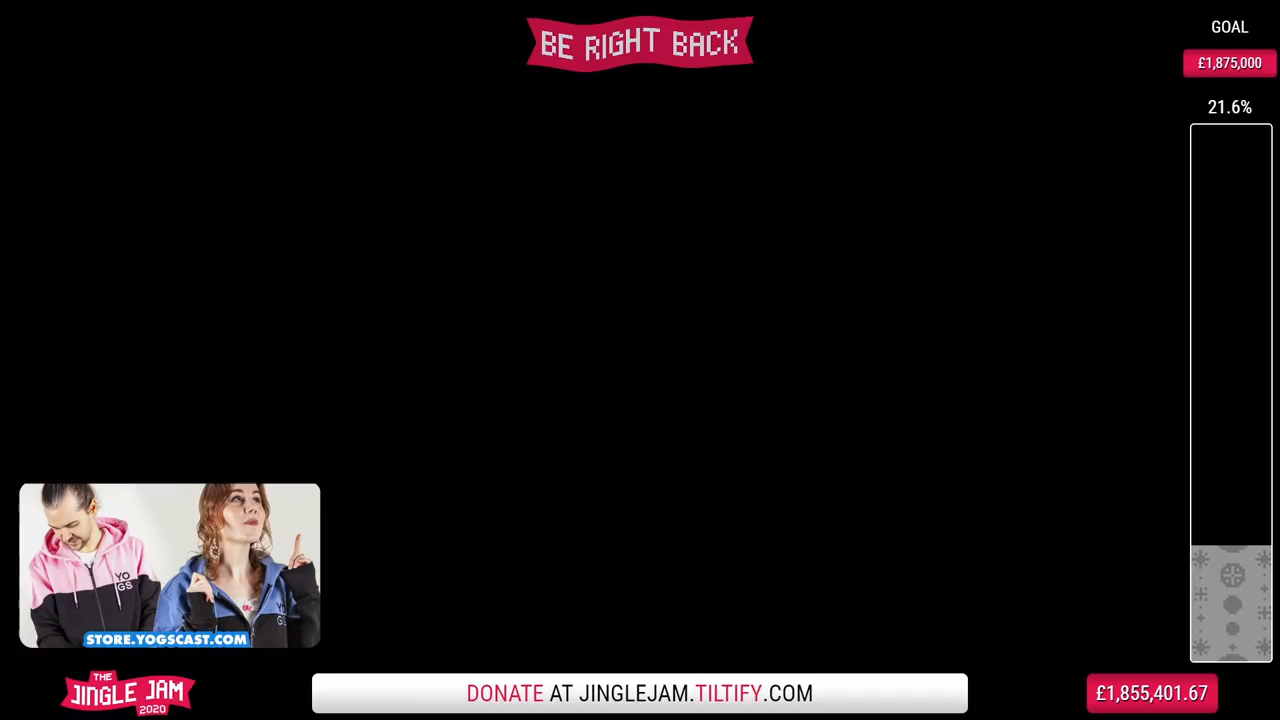 BE RIGHT BACK
GOAL
£1,875,000
21.6%
YO
GS
YO
STORE.YOGSCAST.COM
THE
JINGLE JAM
2020
DONATE AT JINGLEJAM.TILTIFY.COM
£1,855,401.67